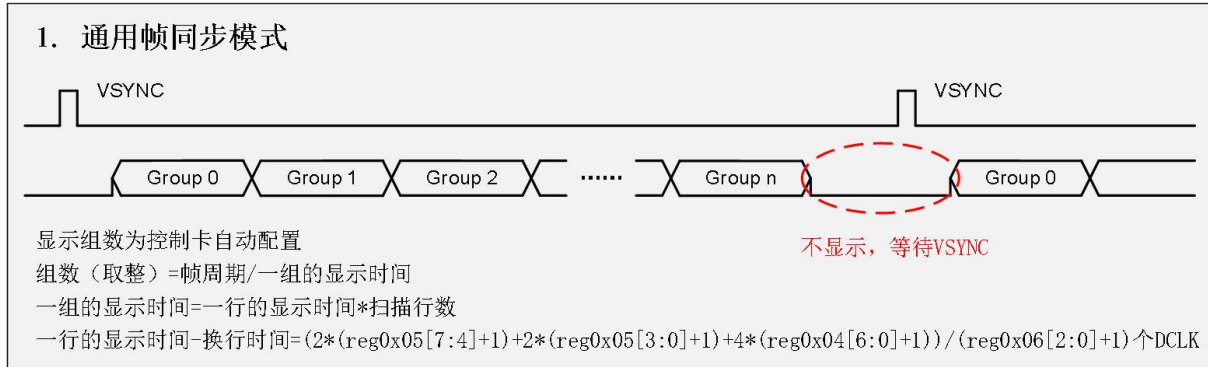 1. 通用帧同步模式
VSYNC
VSYNC
Group 0
Group 1
Group 2
······
Group n
Group 0
显示组数为控制卡自动配置
不显示，等待VSYNC
组数（取整）=帧周期/一组的显示时间
一组的显示时间=一行的显示时间*扫描行数
一行的显示时间-换行时间=(2*(reg0x05[7:4]+1)+2*(reg0x05[3:0]+1)+4*(reg0x04[6:0]+1))/(reg0x06[2:0]+1)个DCLK